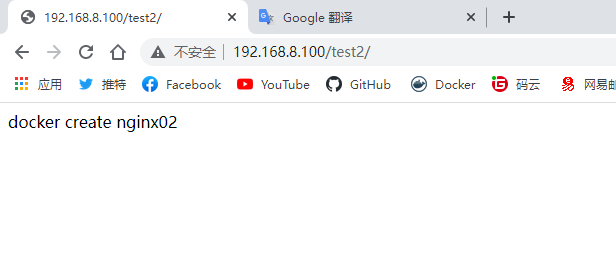 192.168.8.100/test2/
Google 翻译
不安全 192.168.8.100/test2/
应用 推特 Facebook YouTube GitHub Docker 码云 网易邮
docker create nginx02